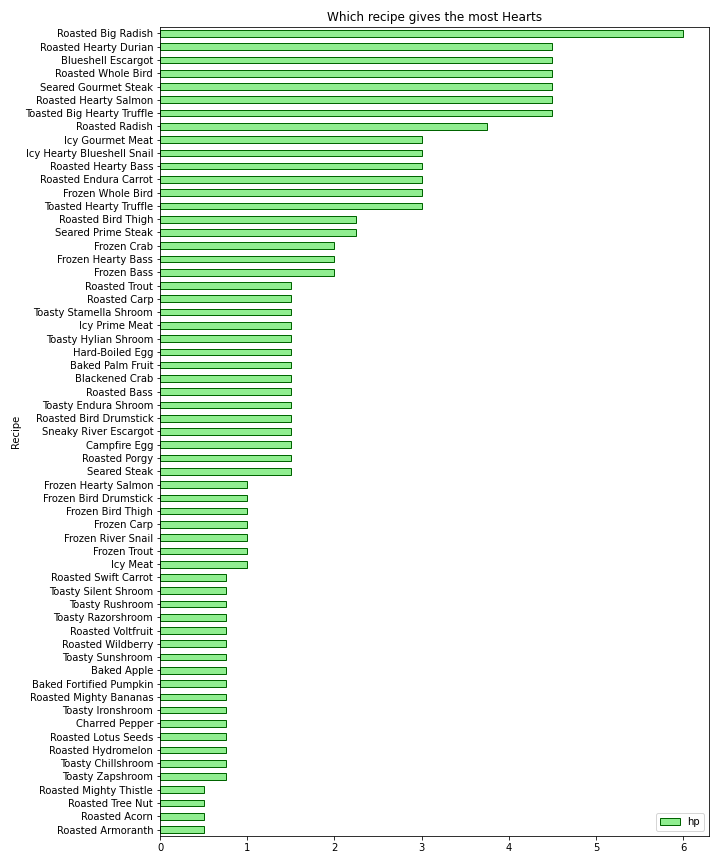 Which recipe gives the most Hearts
Roasted Big Radish
Roasted Hearty Durian
Blueshell Escargot
Roasted Whole Bird
Seared Gourmet Steak
Roasted Hearty Salmon
Toasted Big Hearty Truffle
Roasted Radish
Icy Gourmet Meat
Icy Hearty Blueshell Snail
Roasted Hearty Bass
Roasted Endura Carrot
Frozen Whole Bird
Toasted Hearty Truffle
Roasted Bird Thigh
Seared Prime Steak
Frozen Crab
Frozen Hearty Bass
Frozen Bass
Roasted Trout
Roasted Carp
Toasty Stamella Shroom
Icy Prime Meat
Toasty Hylian Shroom
Hard-Boiled Egg
Baked Palm Fruit
Blackened Crab
Roasted Bass
Toasty Endura Shroom
Roasted Bird Drumstick
Sneaky River Escargot
Campfire Egg
Roasted Porgy
Seared Steak
Frozen Hearty Salmon
Frozen Bird Drumstick
Frozen Bird Thigh
Frozen Carp
Frozen River Snail
Frozen Trout
Icy Meat
Roasted Swift Carrot
Toasty Silent Shroom
Toasty Rushroom
Toasty Razorshroom
Roasted Voltfruit
Roasted Wildberry
Toasty Sunshroom
Baked Apple
Baked Fortified Pumpkin
Roasted Mighty Bananas
Toasty Ironshroom
Charred Pepper
Roasted Lotus Seeds
Roasted Hydromelon
Toasty Chillshroom
Toasty Zapshroom
Roasted Mighty Thistle
Roasted Tree Nut
Roasted Acorn
Roasted Armoranth
Recipe
hp
0 1 2 3 4 5 6